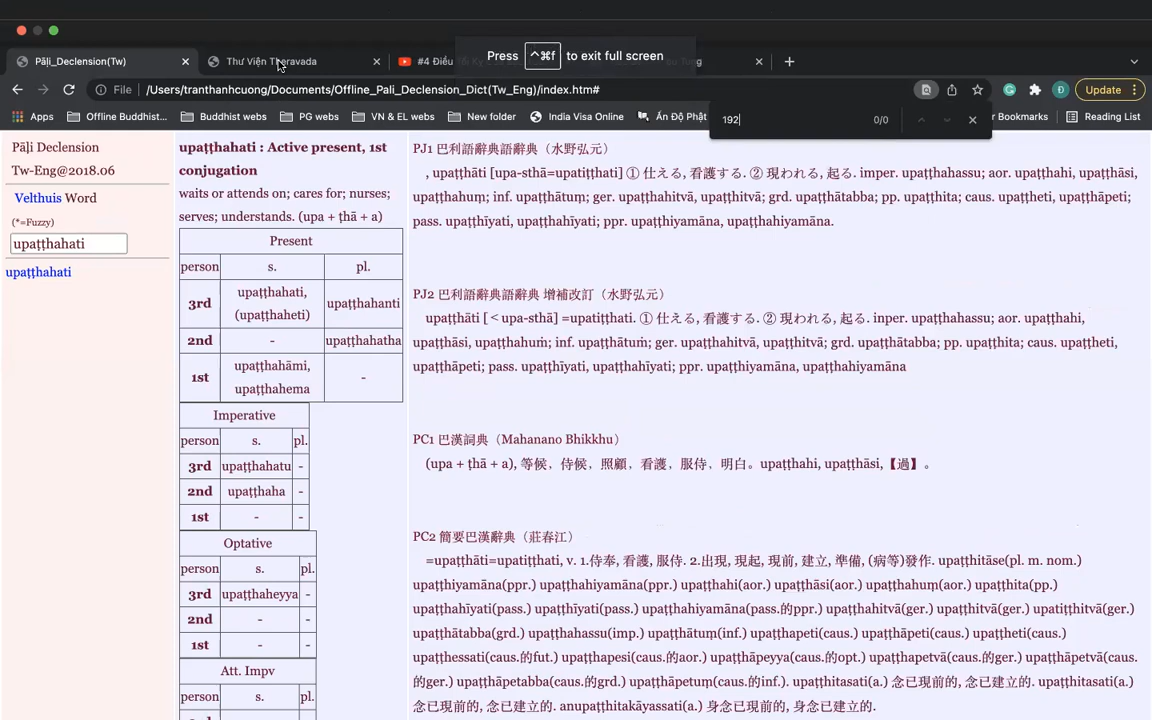 Press ^⌘f to exit full screen
Pāḷi_Declension(Tw)
Thư Viện Theravada
#4 Điều
File /Users/tranthanhcuong/Documents/Offline_Pali_Declension_Dict(Tw_Eng)/index.htm#
Update
Apps
Offline Buddhist...
Buddhist webs
PG webs
VN & EL webs
New folder
India Visa Online
Ấn Độ Phật
Bookmarks
Reading List
192
0/0
Pāḷi Declension
Tw-Eng@2018.06
Velthuis Word
(*=Fuzzy)
upaṭṭhahati
upaṭṭhahati
upaṭṭhahati : Active present, 1st
conjugation
waits or attends on; cares for; nurses;
serves; understands. (upa + ṭhā + a)
Present
person s. pl.
3rd upaṭṭhahati, (upaṭṭhaheti) upaṭṭhahanti
2nd - upaṭṭhahatha
1st upaṭṭhahāmi, upaṭṭhahema -
Imperative
person s. pl.
3rd upaṭṭhahatu -
2nd upaṭṭhaha -
1st - -
Optative
person s. pl.
3rd upaṭṭhaheyya -
2nd - -
1st - -
Att. Impv
person s. pl.
PJ1 巴利語辭典語辭典（水野弘元）
, upaṭṭhāti [upa-sthā=upatiṭṭhati] ① 仕える, 看護する. ② 現われる, 起る. imper. upaṭṭhahassu; aor. upaṭṭhahi, upaṭṭhāsi,
upaṭṭhahuṃ; inf. upaṭṭhātuṃ; ger. upaṭṭhahitvā, upaṭṭhitvā; grd. upaṭṭhātabba; pp. upaṭṭhita; caus. upaṭṭheti, upaṭṭhāpeti;
pass. upaṭṭhīyati, upaṭṭhahīyati; ppr. upaṭṭhiyamāna, upaṭṭhahiyamāna.
PJ2 巴利語辭典語辭典 增補改訂（水野弘元）
upaṭṭhāti [ < upa-sthā] =upatiṭṭhati. ① 仕える, 看護する. ② 現われる, 起る. inper. upaṭṭhahassu; aor. upaṭṭhahi,
upaṭṭhāsi, upaṭṭhahuṁ; inf. upaṭṭhātuṁ; ger. upaṭṭhahitvā, upaṭṭhitvā; grd. upaṭṭhātabba; pp. upaṭṭhita; caus. upaṭṭheti,
upaṭṭhāpeti; pass. upaṭṭhīyati, upaṭṭhahīyati; ppr. upaṭṭhiyamāna, upaṭṭhahiyamāna
PC1 巴漢詞典（Mahanano Bhikkhu）
(upa + ṭhā + a), 等候﹐侍候﹐照顧﹐看護﹐服侍﹐明白。upaṭṭhahi, upaṭṭhāsi,【過】。
PC2 簡要巴漢辭典（莊春江）
=upaṭṭhāti=upatiṭṭhati, v. 1.侍奉, 看護, 服侍. 2.出現, 現起, 現前, 建立, 準備, (病等)發作. upaṭṭhitāse(pl. m. nom.)
upaṭṭhiyamāna(ppr.) upaṭṭhahiyamāna(ppr.) upaṭṭhahi(aor.) upaṭṭhāsi(aor.) upaṭṭhahuṃ(aor.) upaṭṭhita(pp.)
upaṭṭhahīyati(pass.) upaṭṭhīyati(pass.) upaṭṭhahiyamāna(pass.的ppr.) upaṭṭhahitvā(ger.) upaṭṭhitvā(ger.) upatiṭṭhitvā(ger.)
upaṭṭhātabba(grd.) upaṭṭhahassu(imp.) upaṭṭhātuṃ(inf.) upaṭṭhapeti(caus.) upaṭṭhāpeti(caus.) upaṭṭheti(caus.)
upaṭṭhessati(caus.的fut.) upaṭṭhapesi(caus.的aor.) upaṭṭhāpeyya(caus.的opt.) upaṭṭhapetvā(caus.的ger.) upaṭṭhāpetvā(caus.
的ger.) upaṭṭhāpetabba(caus.的grd.) upaṭṭhāpetuṃ(caus.的inf.). upaṭṭhitasati(a.) 念已現前的, 念已建立的. upaṭṭhitasati(a.)
念已現前的, 念已建立的. anupaṭṭhitakāyassati(a.) 身念已現前的, 身念已建立的.